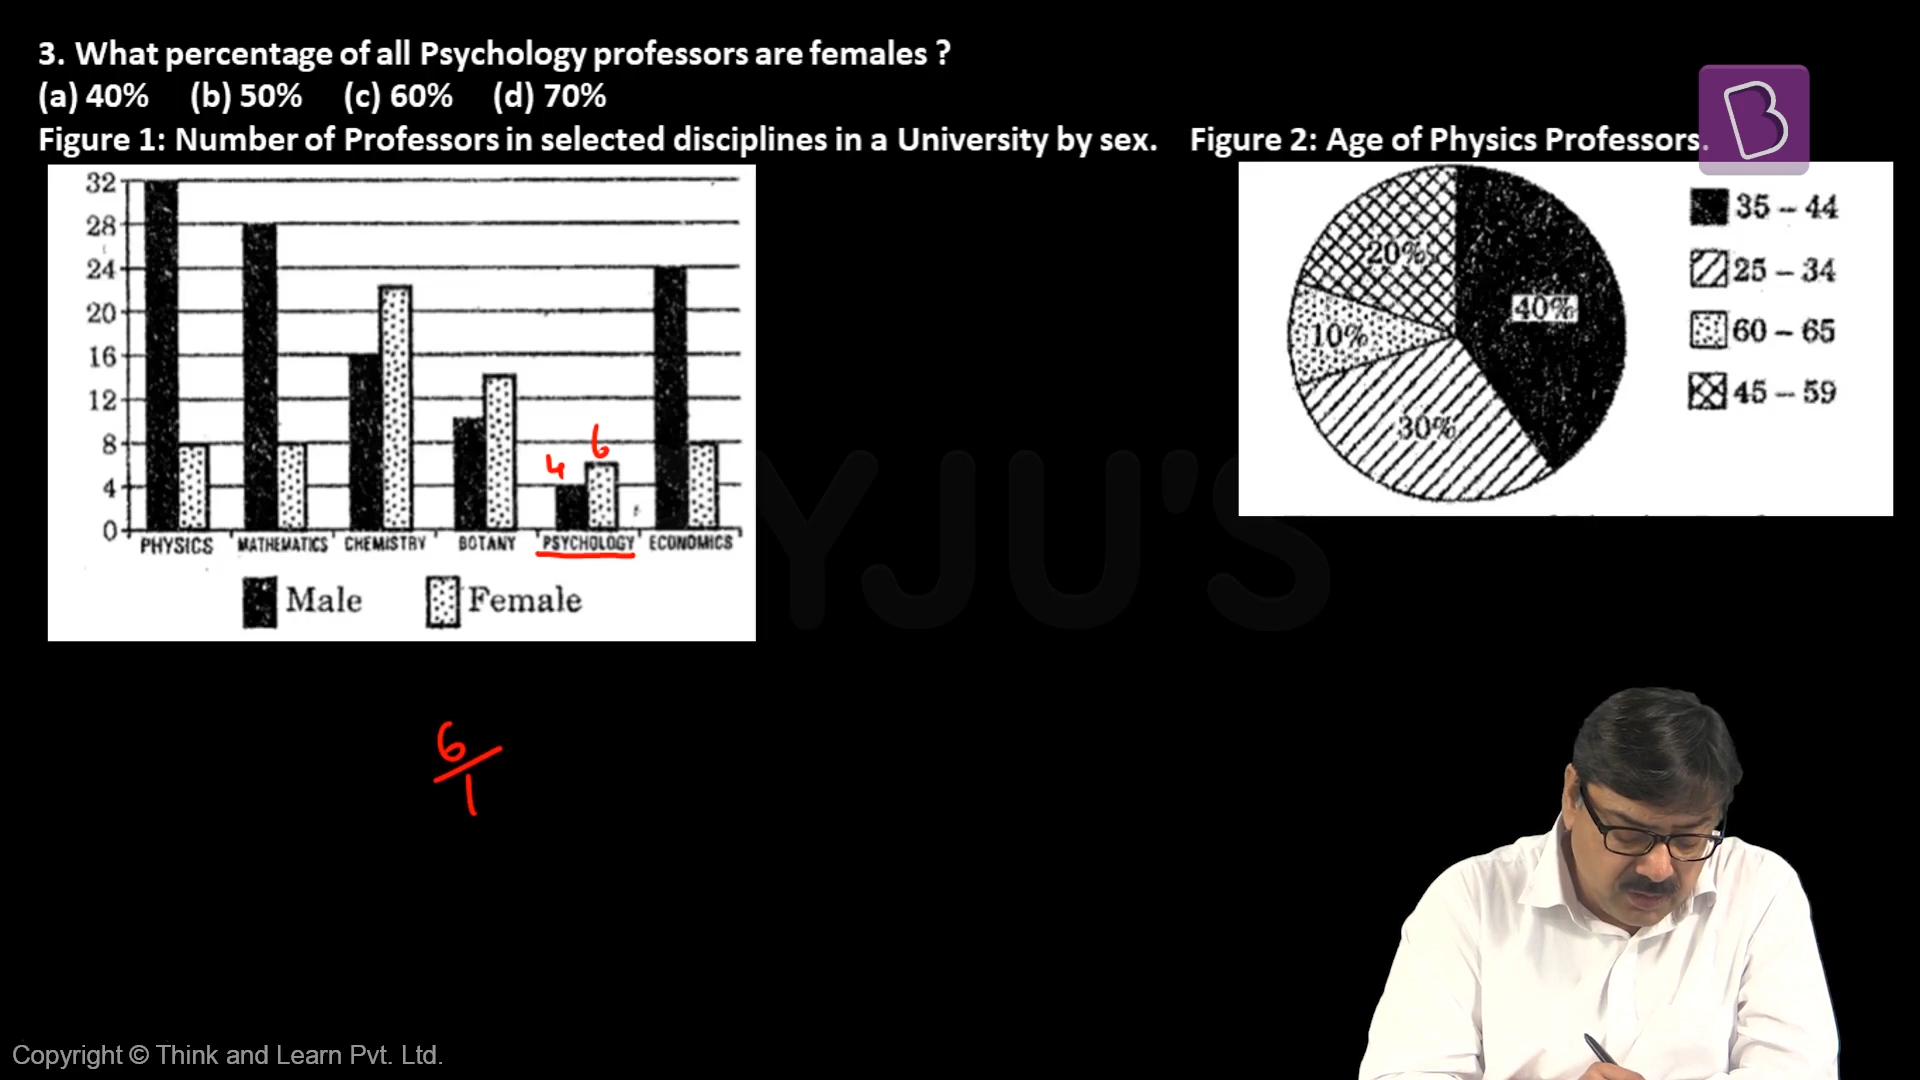 3. What percentage of all Psychology professors are females ?
(a) 40% (b) 50% (c) 60% (d) 70%
Figure 1: Number of Professors in selected disciplines in a University by sex. Figure 2: Age of Physics Professors.
32
28
24
20
16
12
8
4
0
4
6
PHYSICS MATHEMATICS CHEMISTRY BOTANY PSYCHOLOGY ECONOMICS
Male Female
20%
40%
10%
30%
35 – 44
25 – 34
60 – 65
45 – 59
B
YJU'S
6
1
Copyright © Think and Learn Pvt. Ltd.